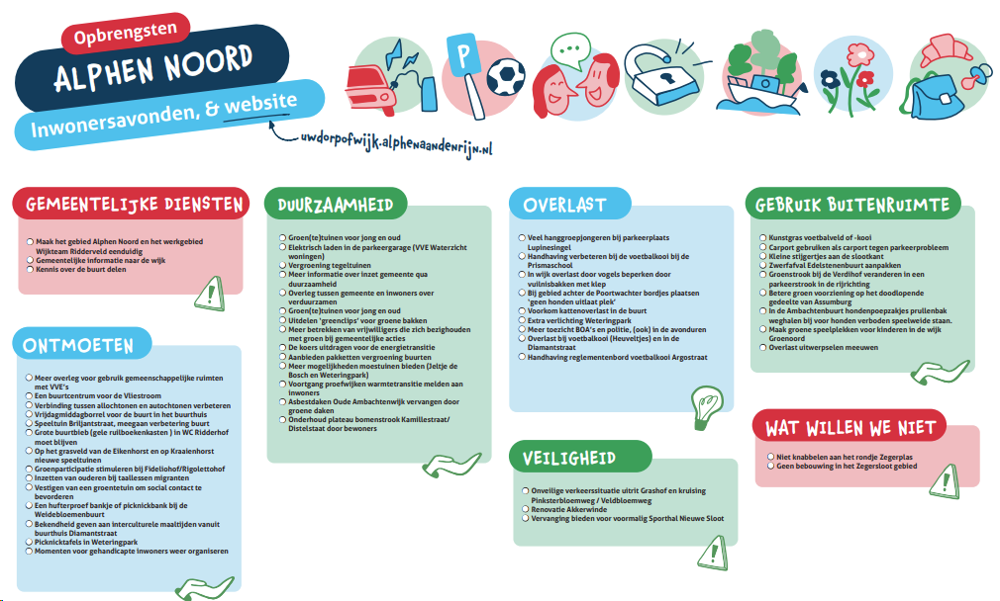 Opbrengsten
ALPHEN NOORD
Inwonersavonden, & website
uwdorpofwijk.alphenaandenrijn.nl
P
GEMEENTELIJKE DIENSTEN
Maak het gebied Alphen Noord en het werkgebied
Wijkteam Ridderveld eenduidig
Gemeentelijke informatie naar de wijk
Kennis over de buurt delen
ONTMOETEN
Meer overleg voor gebruik gemeenschappelijke ruimten
met VVE's
Een buurtcentrum voor de Vliestroom
Verbinding tussen allochtonen en autochtonen verbeteren
Vrijdagmiddagborrel voor de buurt in het buurthuis
Speeltuin Briljantstraat, meegaan verbetering buurt
Grote buurtbieb (gele ruilboekenkasten ) in WC Ridderhof
moet blijven
Op het grasveld van de Eikenhorst en op Kraaienhorst
nieuwe speeltuinen
Groenparticipatie stimuleren bij Fideliohof/Rigolettohof
Inzetten van ouderen bij taallessen migranten
Vestigen van een groentetuin om social contact te
bevorderen
Een hufterproef bankje of picknickbank bij de
Weidebloemenbuurt
Bekendheid geven aan interculturele maaltijden vanuit
buurthuis Diamantstraat
Picknicktafels in Weteringpark
Momenten voor gehandicapte inwoners weer organiseren
DUURZAAMHEID
Groen(te)tuinen voor jong en oud
Elektrisch laden in de parkeergarage (VVE Waterzicht
woningen)
Vergroening tegeltuinen
Meer informatie over inzet gemeente qua
duurzaamheid
Overleg tussen gemeente en inwoners over
verduurzamen
Groen(te)tuinen voor jong en oud
Uitdelen 'greenclips' voor groene bakken
Meer betrekken van vrijwilligers die zich bezighouden
met groen bij gemeentelijke acties
De koers uitdragen voor de energietransitie
Aanbieden pakketten vergroening buurten
Meer mogelijkheden moestuinen bieden (Jeltje de
Bosch en Weteringpark)
Voortgang proefwijken warmtetransitie melden aan
inwoners
Asbestdaken Oude Ambachtenwijk vervangen door
groene daken
Onderhoud plateau bomenstrook Kamillestraat/
Distelstaat door bewoners
OVERLAST
Veel hanggroepjongeren bij parkeerplaats
Lupinesingel
Handhaving verbeteren bij de voetbalkooi bij de
Prismaschool
In wijk overlast door vogels beperken door
vuilnisbakken met klep
Bij gebied achter de Poortwachter bordjes plaatsen
'geen honden uitlaat plek'
Voorkom kattenoverlast in de buurt
Extra verlichting Weteringpark
Meer toezicht BOA's en politie, (ook) in de avonduren
Overlast bij voetbalkooi (Heuveltjes) en in de
Diamantstraat
Handhaving reglementenbord voetbalkooi Argostraat
VEILIGHEID
Onveilige verkeerssituatie uitrit Grashof en kruising
Pinksterbloemweg / Veldbloemweg
Renovatie Akkerwinde
Vervanging bieden voor voormalig Sporthal Nieuwe Sloot
GEBRUIK BUITENRUIMTE
Kunstgras voetbalveld of -kooi
Carport gebruiken als carport tegen parkeerprobleem
Kleine stijgertjes aan de slootkant
Zwerfafval Edelstenenbuurt aanpakken
Groenstrook bij de Verdihof veranderen in een
parkeerstrook in de rijrichting
Betere groen voorziening op het doodlopende
gedeelte van Assumburg
In de Ambachtenbuurt hondenpoepzakjes prullenbak
weghalen bij voor honden verboden speelweide staan.
Maak groene speelplekken voor kinderen in de wijk
Groenoord
Overlast uitwerpselen meeuwen
WAT WILLEN WE NIET
Niet knabbelen aan het rondje Zegerplas
Geen bebouwing in het Zegersloot gebied